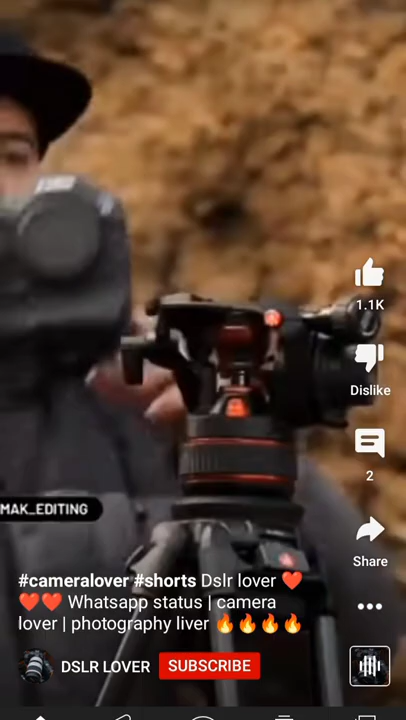 1.1K
Dislike
2
MAK_EDITING
Share
#cameralover #shorts Dslr lover ❤️
❤️❤️ Whatsapp status | camera
lover | photography liver 🔥🔥🔥🔥
DSLR LOVER SUBSCRIBE